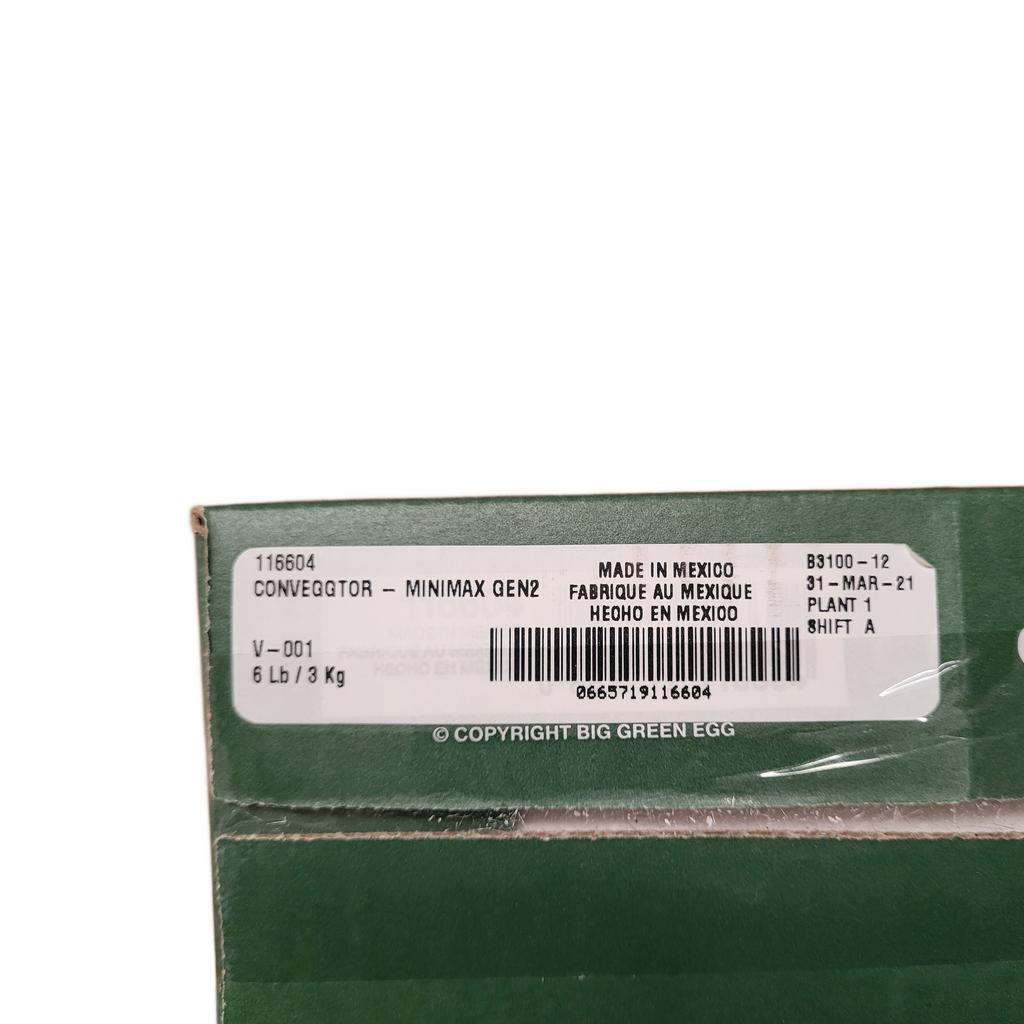 116604
CONVEGGTOR - MINIMAX GEN2
V-001
6 Lb / 3 Kg
MADE IN MEXICO
FABRIQUE AU MEXIQUE
HECHO EN MEXICO
0665719116604
B3100-12
31-MAR-21
PLANT 1
SHIFT A
© COPYRIGHT BIG GREEN EGG